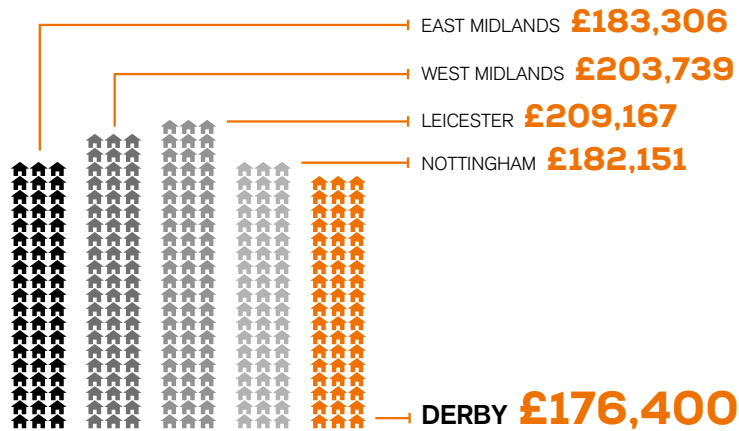 EAST MIDLANDS £183,306
WEST MIDLANDS £203,739
LEICESTER £209,167
NOTTINGHAM £182,151
DERBY £176,400